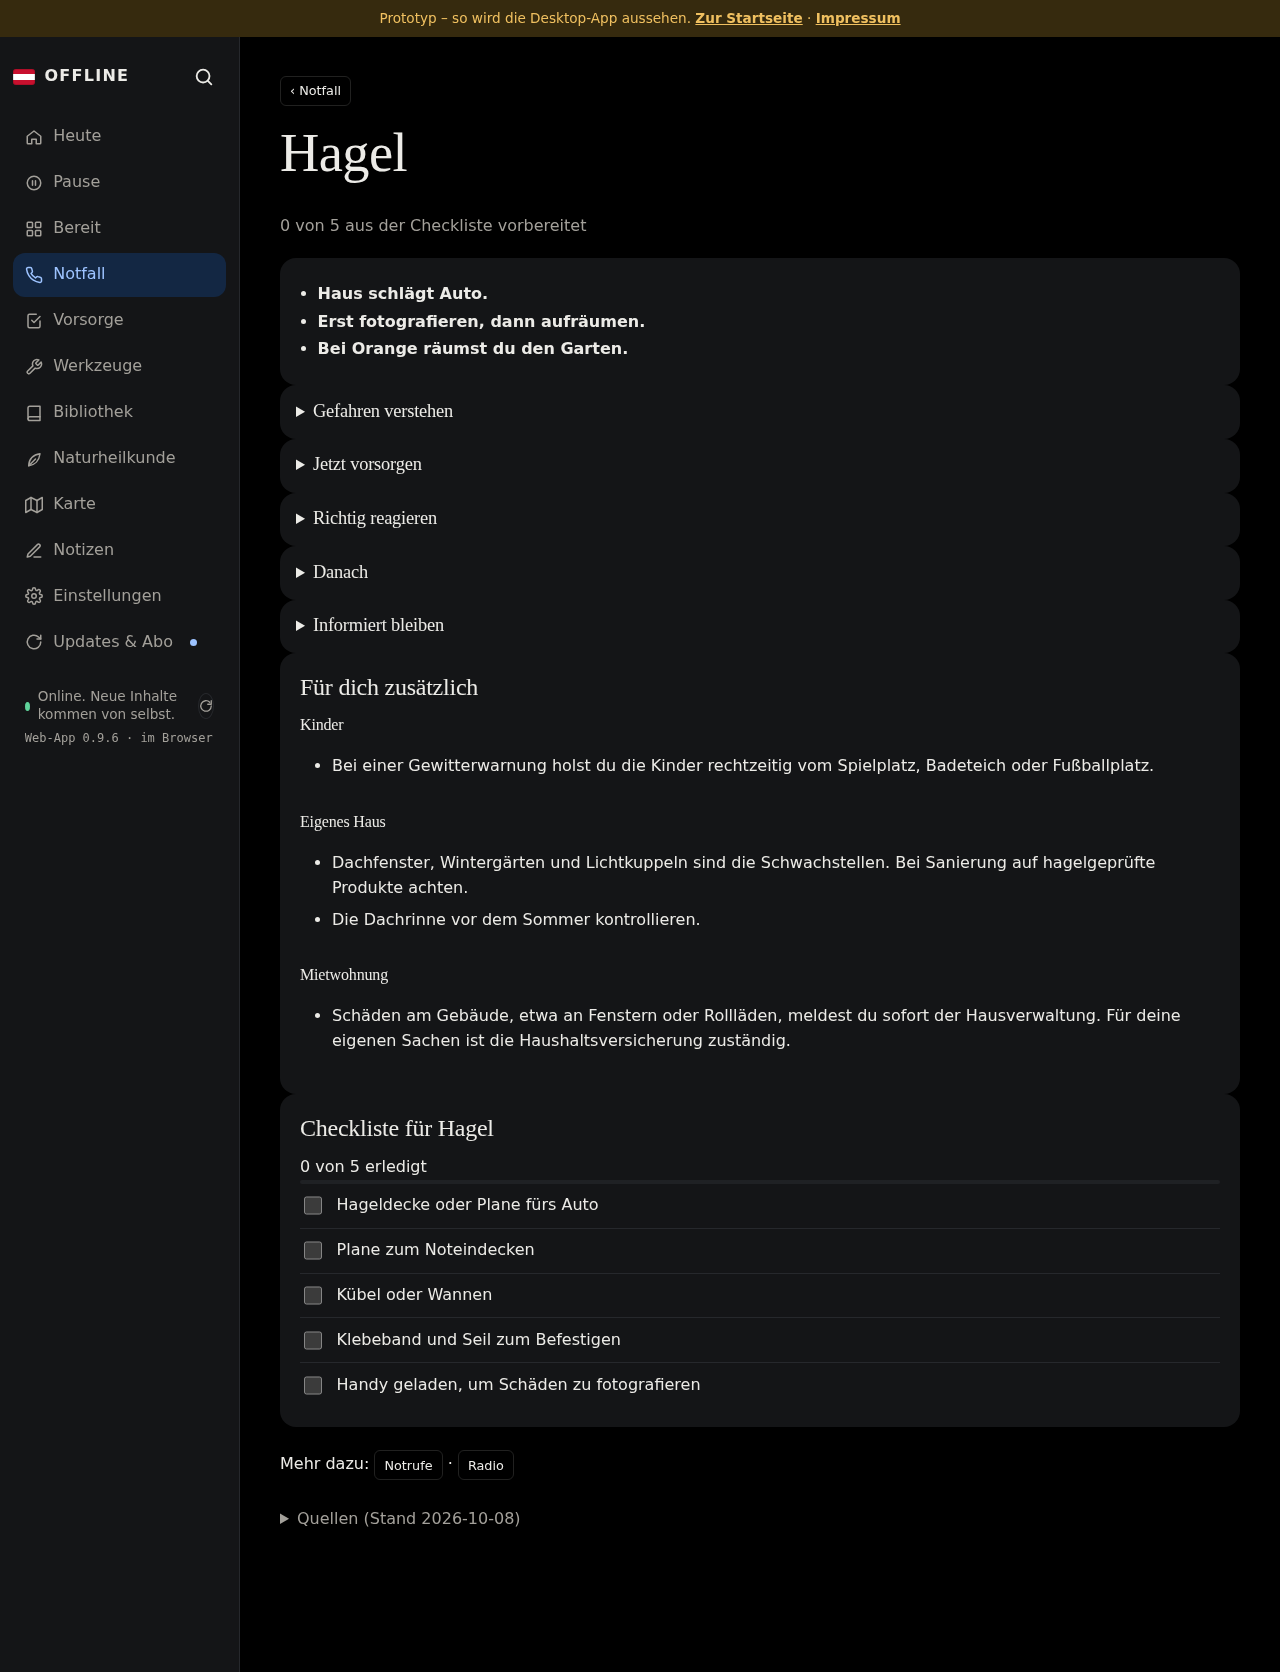 Prototyp – so wird die Desktop-App aussehen. Zur Startseite · Impressum
OFFLINE
Heute
Pause
Bereit
Notfall
Vorsorge
Werkzeuge
Bibliothek
Naturheilkunde
Karte
Notizen
Einstellungen
Updates & Abo
Online. Neue Inhalte
kommen von selbst.
Web-App 0.9.6 · im Browser
‹ Notfall
Hagel
0 von 5 aus der Checkliste vorbereitet
• Haus schlägt Auto.
• Erst fotografieren, dann aufräumen.
• Bei Orange räumst du den Garten.
Gefahren verstehen
Jetzt vorsorgen
Richtig reagieren
Danach
Informiert bleiben
Für dich zusätzlich
Kinder
• Bei einer Gewitterwarnung holst du die Kinder rechtzeitig vom Spielplatz, Badeteich oder Fußballplatz.
Eigenes Haus
• Dachfenster, Wintergärten und Lichtkuppeln sind die Schwachstellen. Bei Sanierung auf hagelgeprüfte
Produkte achten.
• Die Dachrinne vor dem Sommer kontrollieren.
Mietwohnung
• Schäden am Gebäude, etwa an Fenstern oder Rollläden, meldest du sofort der Hausverwaltung. Für deine
eigenen Sachen ist die Haushaltsversicherung zuständig.
Checkliste für Hagel
0 von 5 erledigt
Hageldecke oder Plane fürs Auto
Plane zum Noteindecken
Kübel oder Wannen
Klebeband und Seil zum Befestigen
Handy geladen, um Schäden zu fotografieren
Mehr dazu: Notrufe · Radio
Quellen (Stand 2026-10-08)